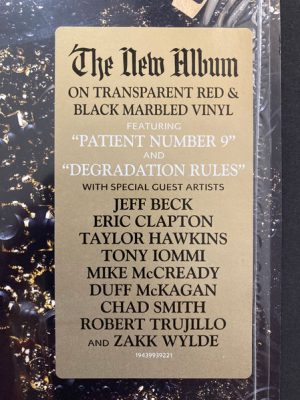 The New Album
ON TRANSPARENT RED &
BLACK MARBLED VINYL
FEATURING
“PATIENT NUMBER 9”
AND
“DEGRADATION RULES”
WITH SPECIAL GUEST ARTISTS
JEFF BECK
ERIC CLAPTON
TAYLOR HAWKINS
TONY IOMMI
MIKE McCREADY
DUFF McKAGAN
CHAD SMITH
ROBERT TRUJILLO
AND ZAKK WYLDE
19439939221